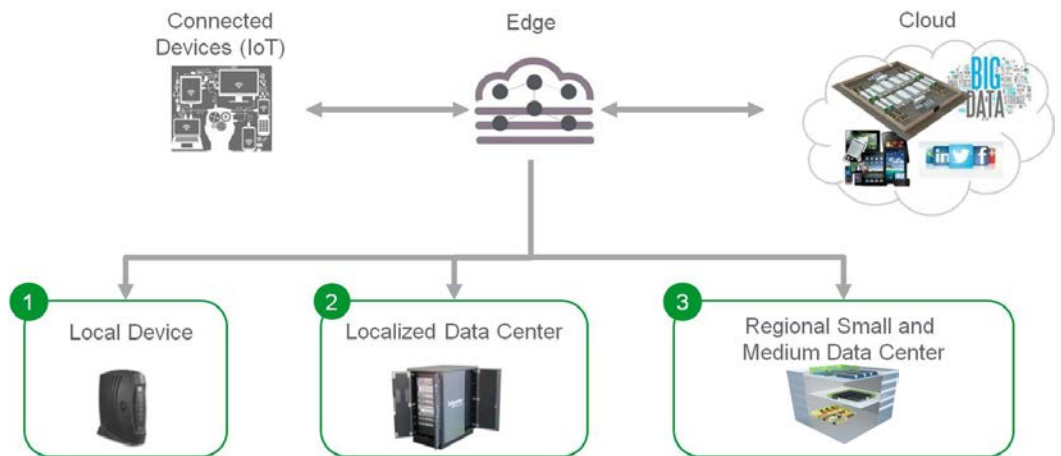 Connected
Devices (IoT)
Edge
Cloud
BIG
DATA
in
f
1
Local Device
2
Localized Data Center
3
Regional Small and
Medium Data Center